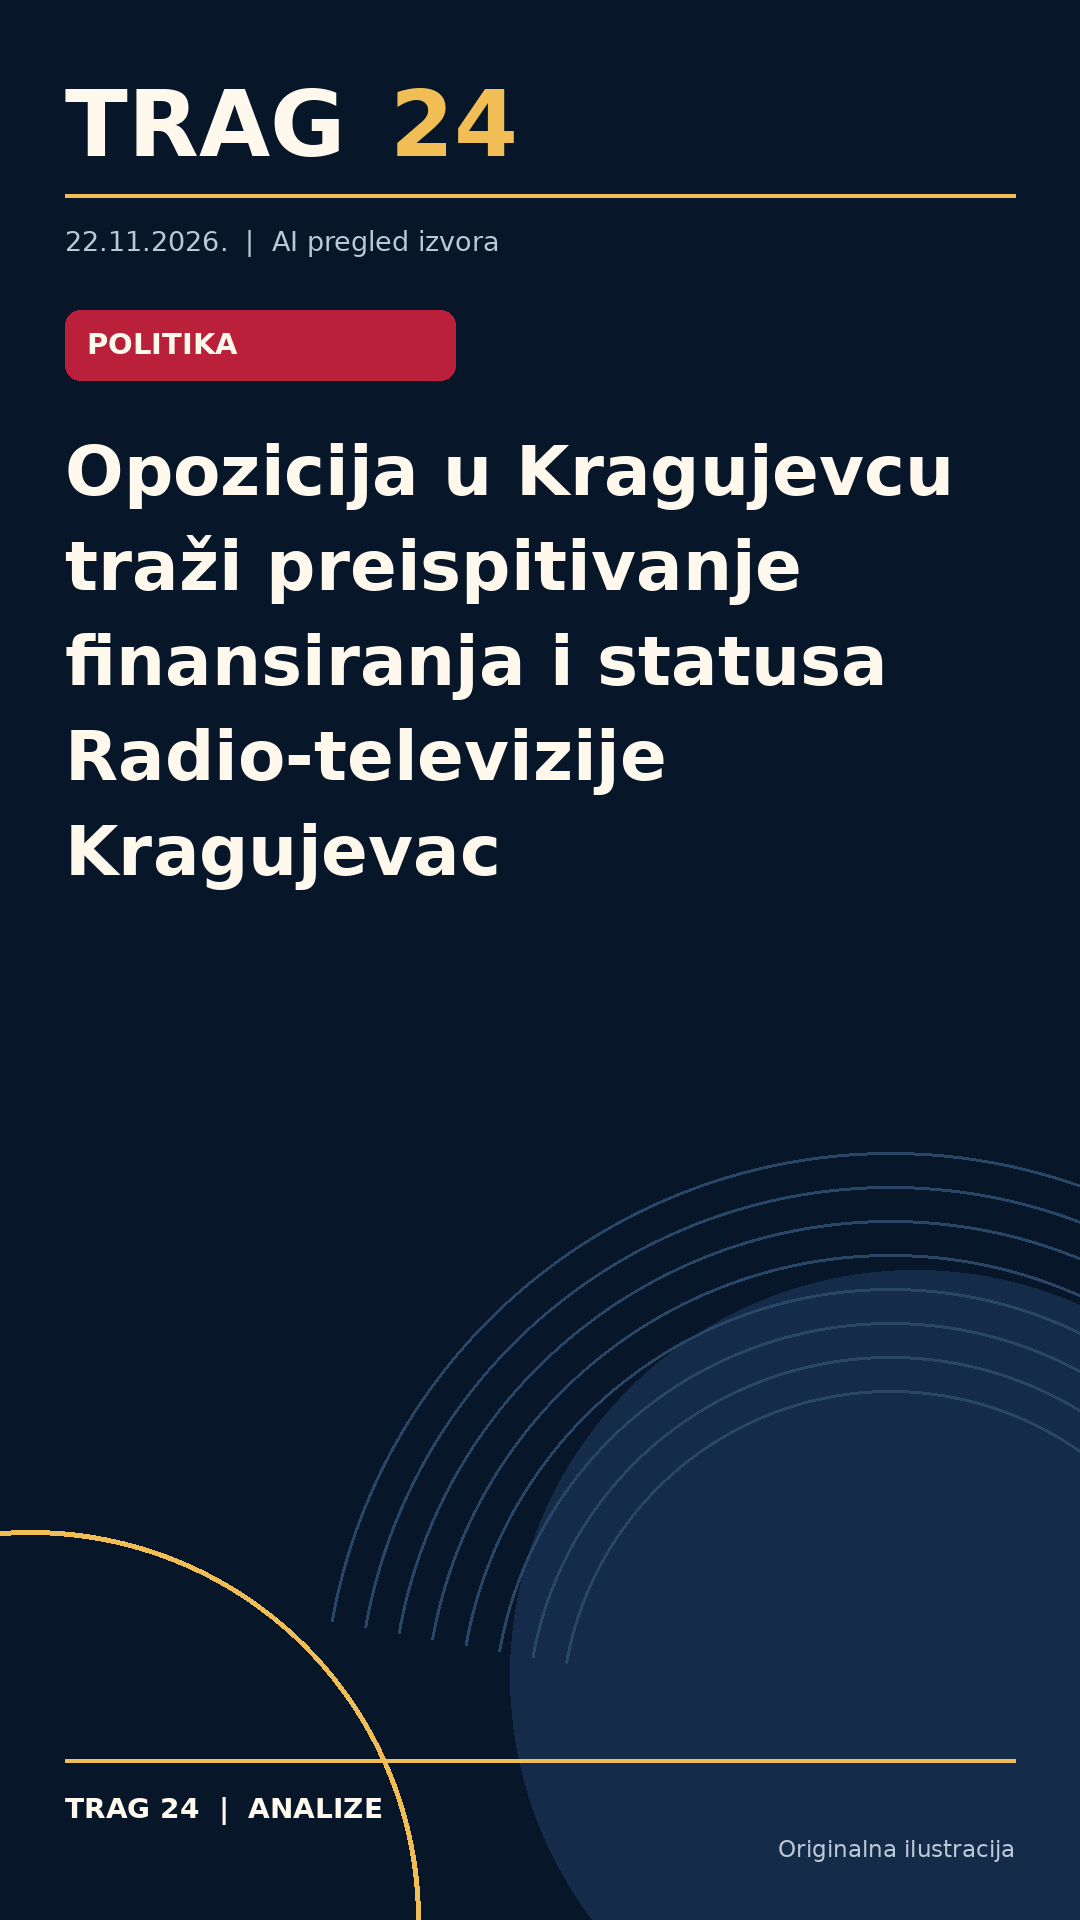 TRAG 24
22.11.2026. | AI pregled izvora
POLITIKA
Opozicija u Kragujevcu
traži preispitivanje
finansiranja i statusa
Radio-televizije
Kragujevac
TRAG 24 | ANALIZE
Originalna ilustracija